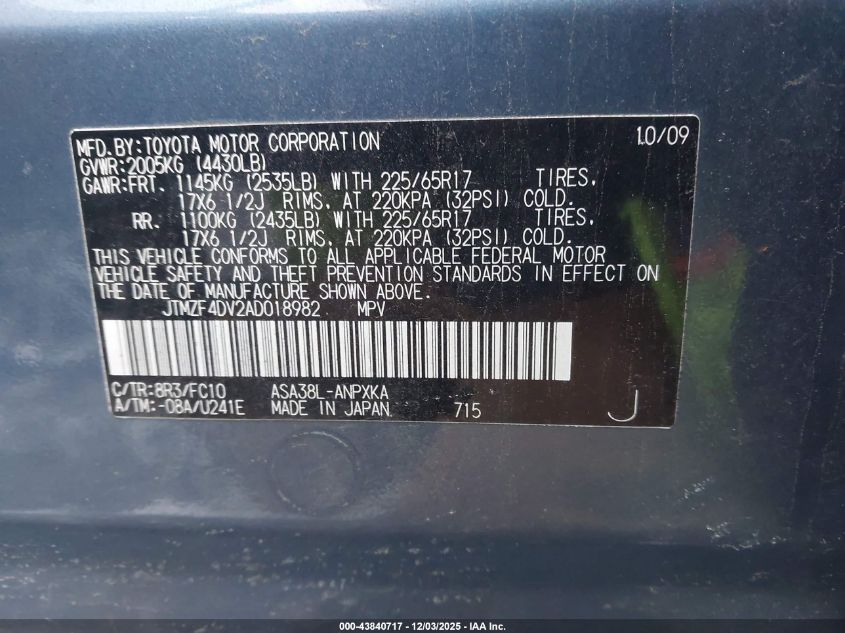 MFD.BY:TOYOTA MOTOR CORPORATION 10/09
GVWR:2005KG (4430LB)
GAWR:FRT. 1145KG (2535LB) WITH 225/65R17 TIRES,
17X6 1/2J RIMS, AT 220KPA (32PSI) COLD.
RR. 1100KG (2435LB) WITH 225/65R17 TIRES,
17X6 1/2J RIMS, AT 220KPA (32PSI) COLD.
THIS VEHICLE CONFORMS TO ALL APPLICABLE FEDERAL MOTOR
VEHICLE SAFETY AND THEFT PREVENTION STANDARDS IN EFFECT ON
THE DATE OF MANUFACTURE SHOWN ABOVE.
JTMZF4DV2AD018982 MPV
C/TR:8R3/FC10 ASA38L-ANPXKA
A/TM:-08A/U241E MADE IN JAPAN 715 J
000-43840717 - 12/03/2025 - IAA Inc.